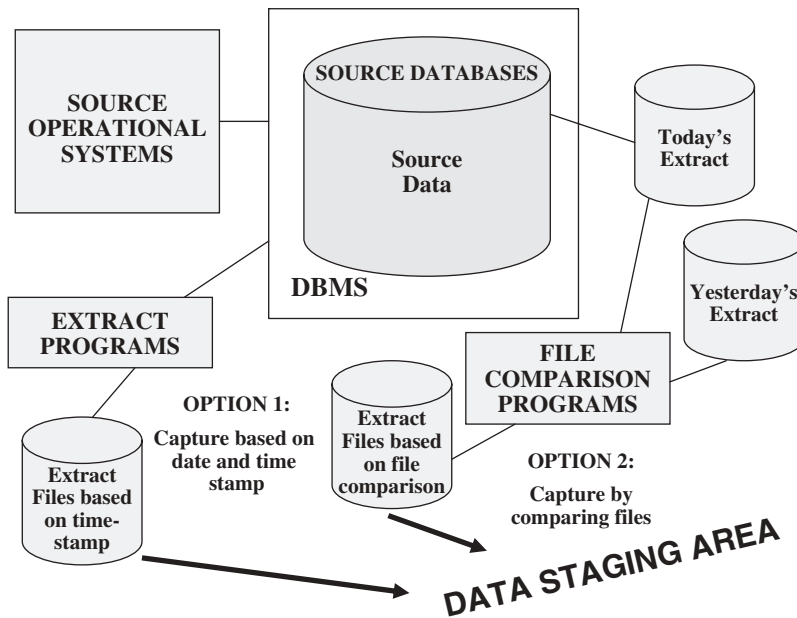 SOURCE
OPERATIONAL
SYSTEMS
SOURCE DATABASES
Source
Data
DBMS
Today's
Extract
Yesterday's
Extract
EXTRACT
PROGRAMS
FILE
COMPARISON
PROGRAMS
OPTION 1:
Capture based on
date and time
stamp
Extract
Files based
on time-
stamp
Extract
Files based
on file
comparison
OPTION 2:
Capture by
comparing files
DATA STAGING AREA